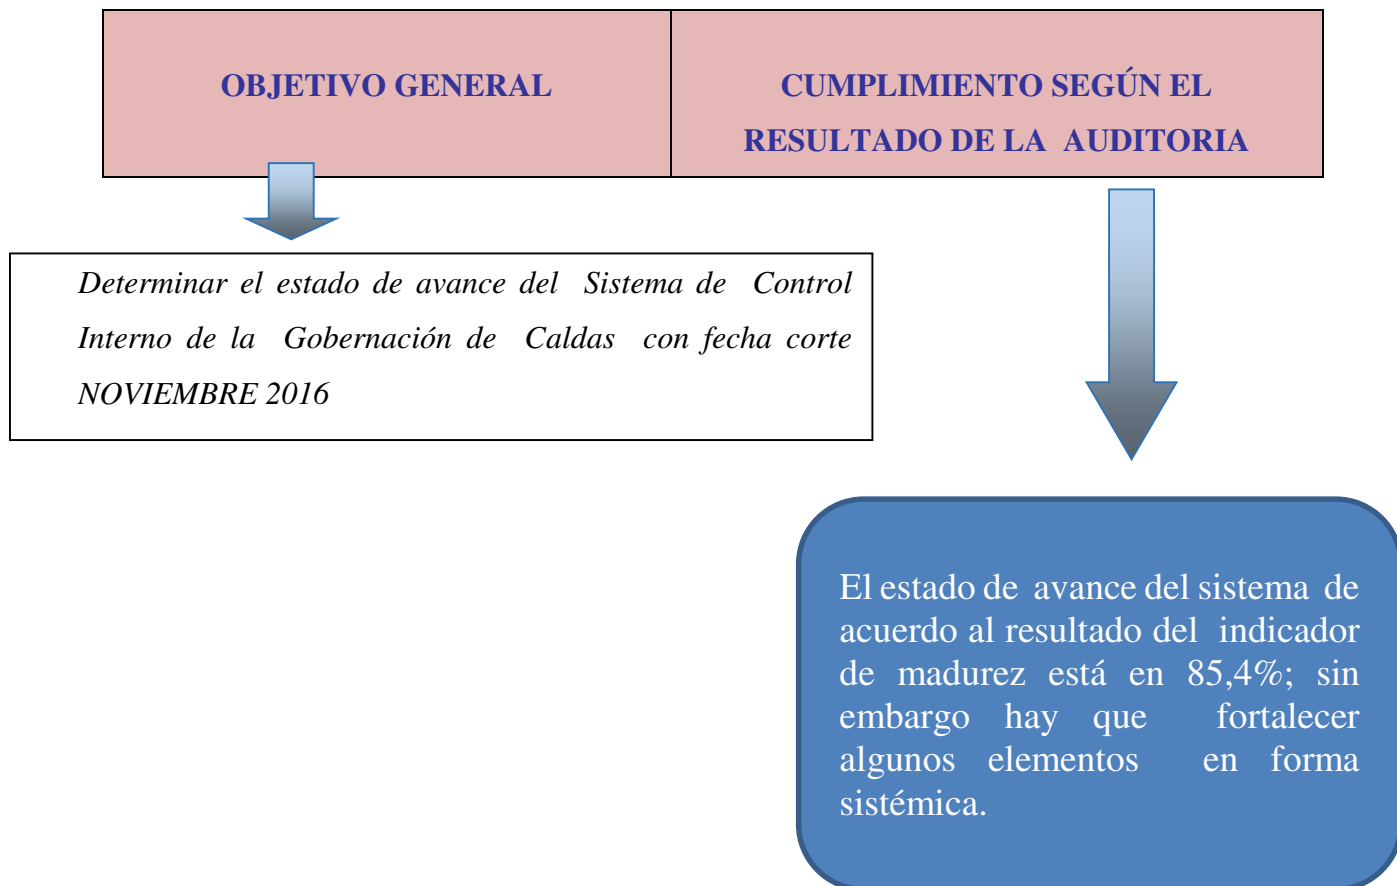 OBJETIVO GENERAL
CUMPLIMIENTO SEGÚN EL
RESULTADO DE LA AUDITORIA
Determinar el estado de avance del Sistema de Control
Interno de la Gobernación de Caldas con fecha corte
NOVIEMBRE 2016
El estado de avance del sistema de
acuerdo al resultado del indicador
de madurez está en 85,4%; sin
embargo hay que fortalecer
algunos elementos en forma
sistémica.